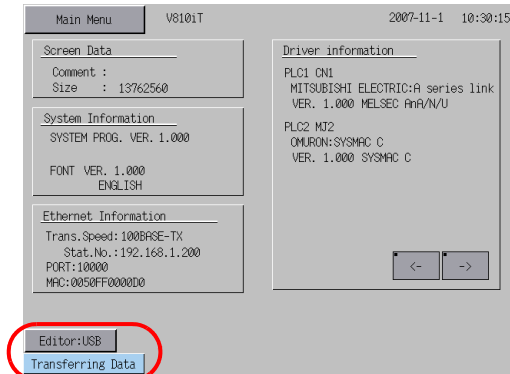 Main Menu V810iT 2007-11-1 10:30:15
Screen Data
Comment :
Size : 13762560
System Information
SYSTEM PROG. VER. 1.000
FONT VER. 1.000
ENGLISH
Ethernet Information
Trans.Speed:100BASE-TX
Stat.No.:192.168.1.200
PORT:10000
MAC:0050FF0000D0
Driver information
PLC1 CN1
MITSUBISHI ELECTRIC:A series link
VER. 1.000 MELSEC AnA/N/U
PLC2 MJ2
OMURON:SYSMAC C
VER. 1.000 SYSMAC C
<- ->
Editor:USB
Transferring Data